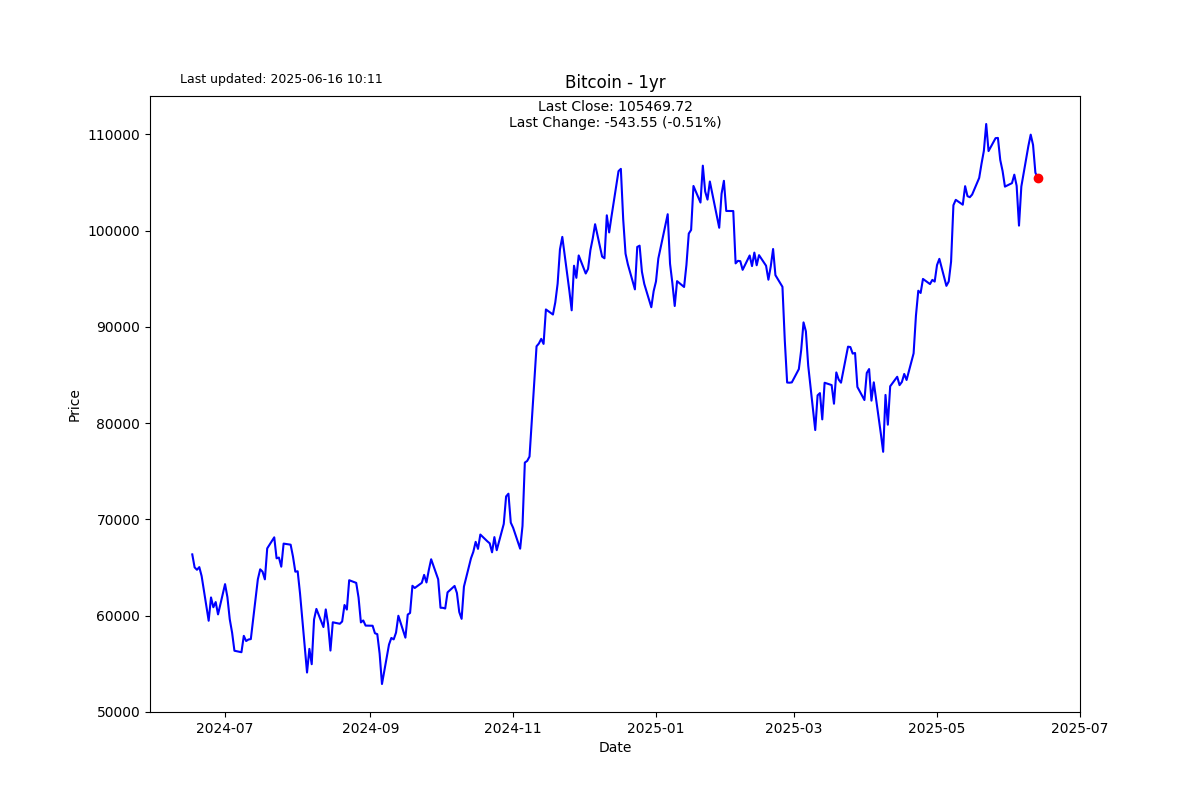 Last updated: 2025-06-16 10:11
Bitcoin - 1yr
Last Close: 105469.72
Last Change: -543.55 (-0.51%)
110000
100000
90000
80000
70000
60000
50000
Price
2024-07
2024-09
2024-11
2025-01
2025-03
2025-05
2025-07
Date